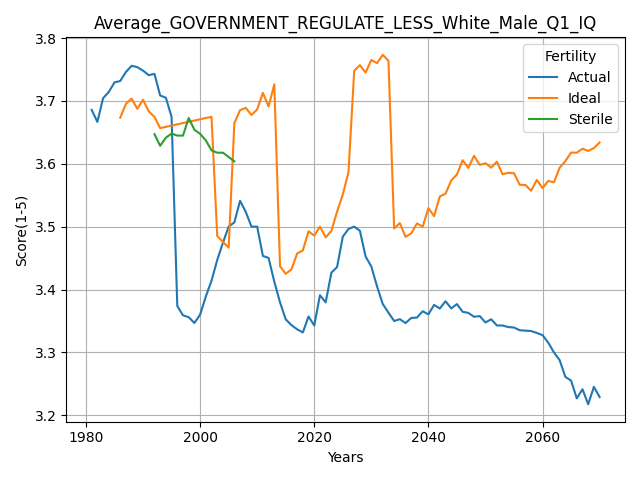 Average_GOVERNMENT_REGULATE_LESS_White_Male_Q1_IQ
Fertility
Actual
Ideal
Sterile
Score(1-5)
3.8
3.7
3.6
3.5
3.4
3.3
3.2
1980
2000
2020
2040
2060
Years